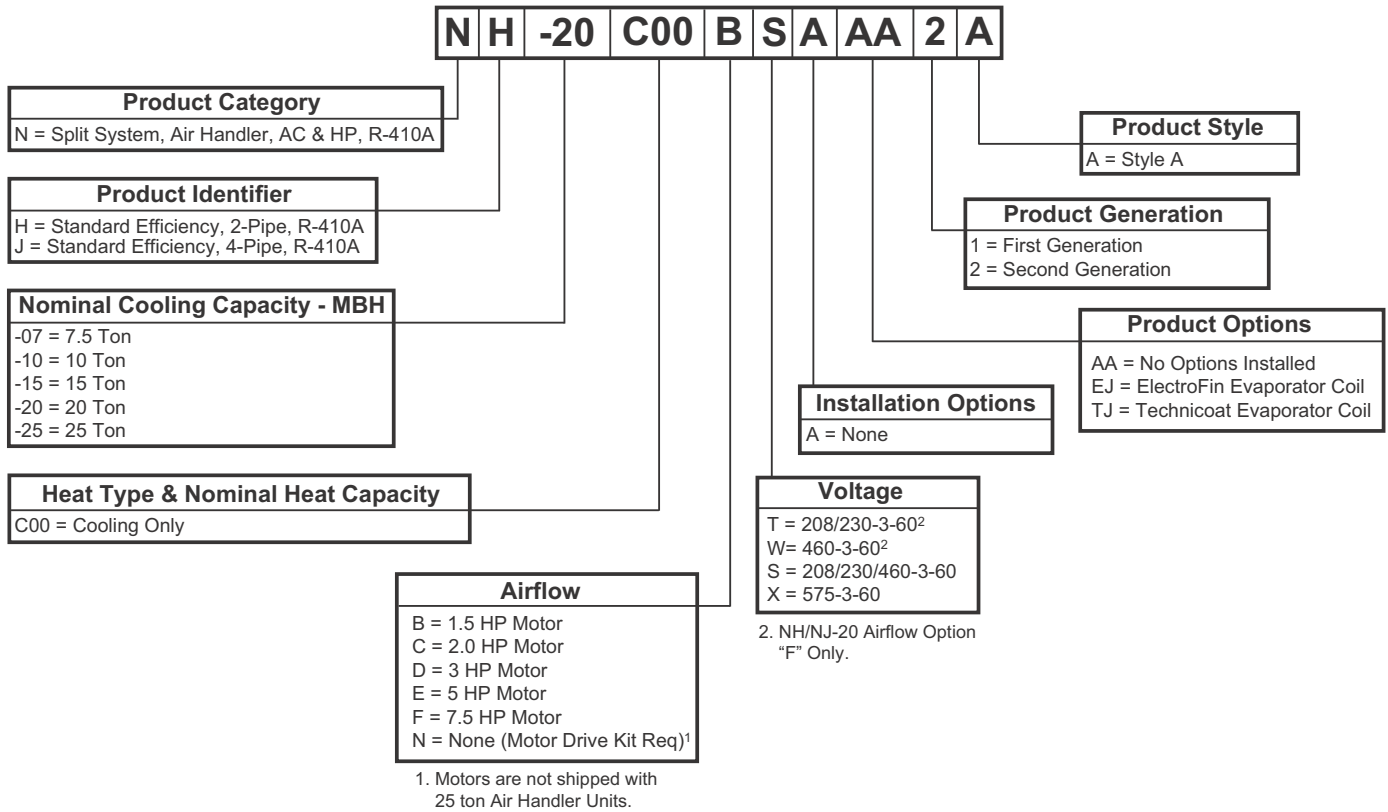 N H -20 C00 B S A AA 2 A
Product Category
N = Split System, Air Handler, AC & HP, R-410A
Product Identifier
H = Standard Efficiency, 2-Pipe, R-410A
J = Standard Efficiency, 4-Pipe, R-410A
Nominal Cooling Capacity - MBH
-07 = 7.5 Ton
-10 = 10 Ton
-15 = 15 Ton
-20 = 20 Ton
-25 = 25 Ton
Heat Type & Nominal Heat Capacity
C00 = Cooling Only
Airflow
B = 1.5 HP Motor
C = 2.0 HP Motor
D = 3 HP Motor
E = 5 HP Motor
F = 7.5 HP Motor
N = None (Motor Drive Kit Req)¹
1. Motors are not shipped with
25 ton Air Handler Units.
Voltage
T = 208/230-3-60²
W= 460-3-60²
S = 208/230/460-3-60
X = 575-3-60
2. NH/NJ-20 Airflow Option
“F” Only.
Installation Options
A = None
Product Options
AA = No Options Installed
EJ = ElectroFin Evaporator Coil
TJ = Technicoat Evaporator Coil
Product Generation
1 = First Generation
2 = Second Generation
Product Style
A = Style A